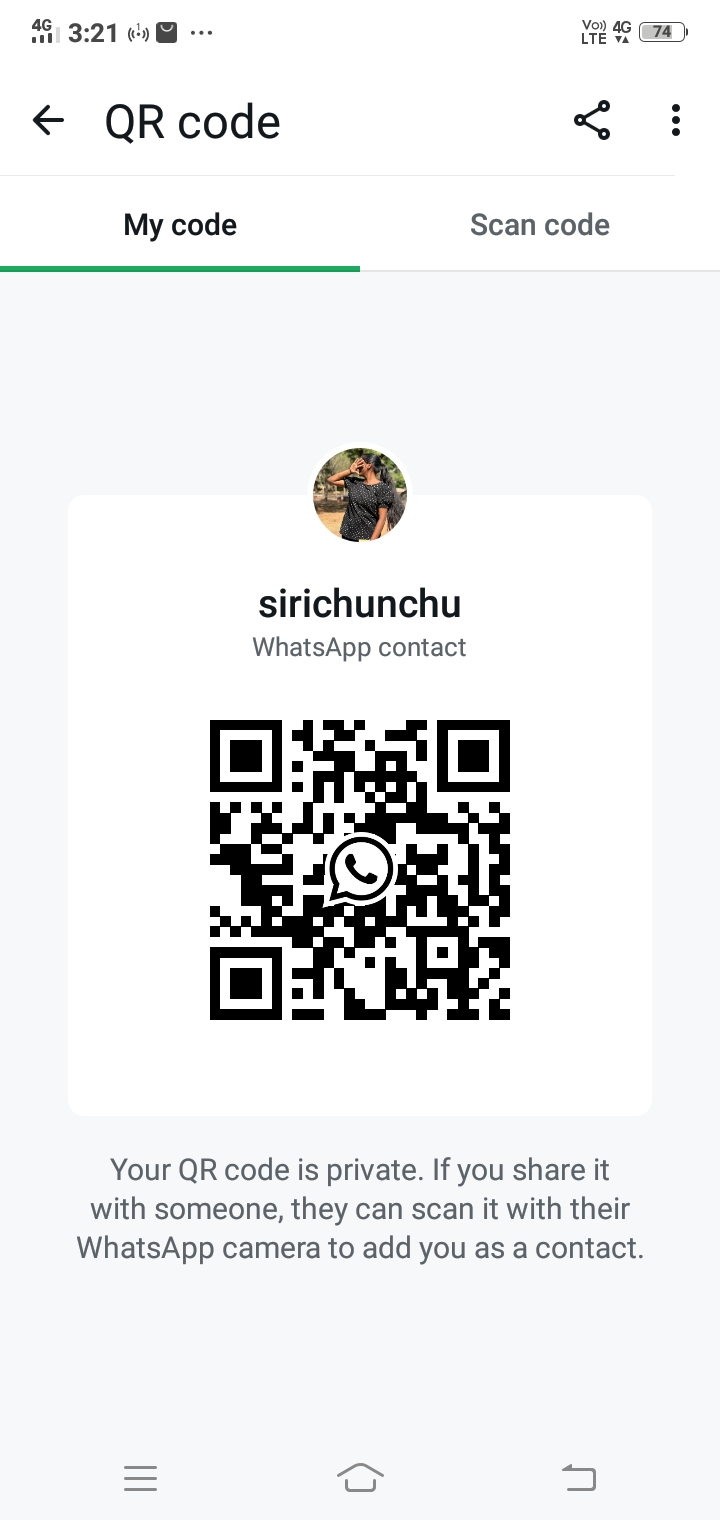 4G 3:21 Vo)) LTE 4G 74
QR code
My code Scan code
sirichunchu
WhatsApp contact
Your QR code is private. If you share it
with someone, they can scan it with their
WhatsApp camera to add you as a contact.